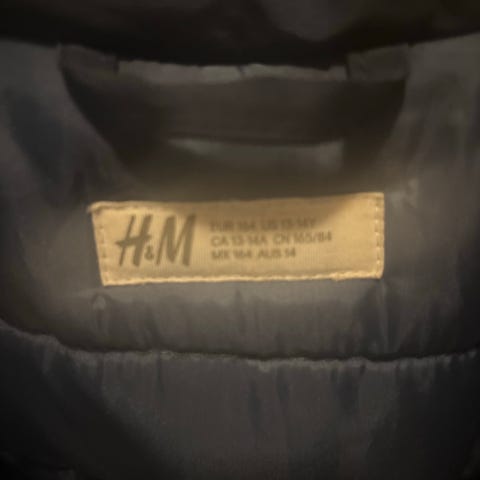 H&M
EUR 164 US 13-14Y
CA 13-14A CN 165/84
MX 164 AUS 14